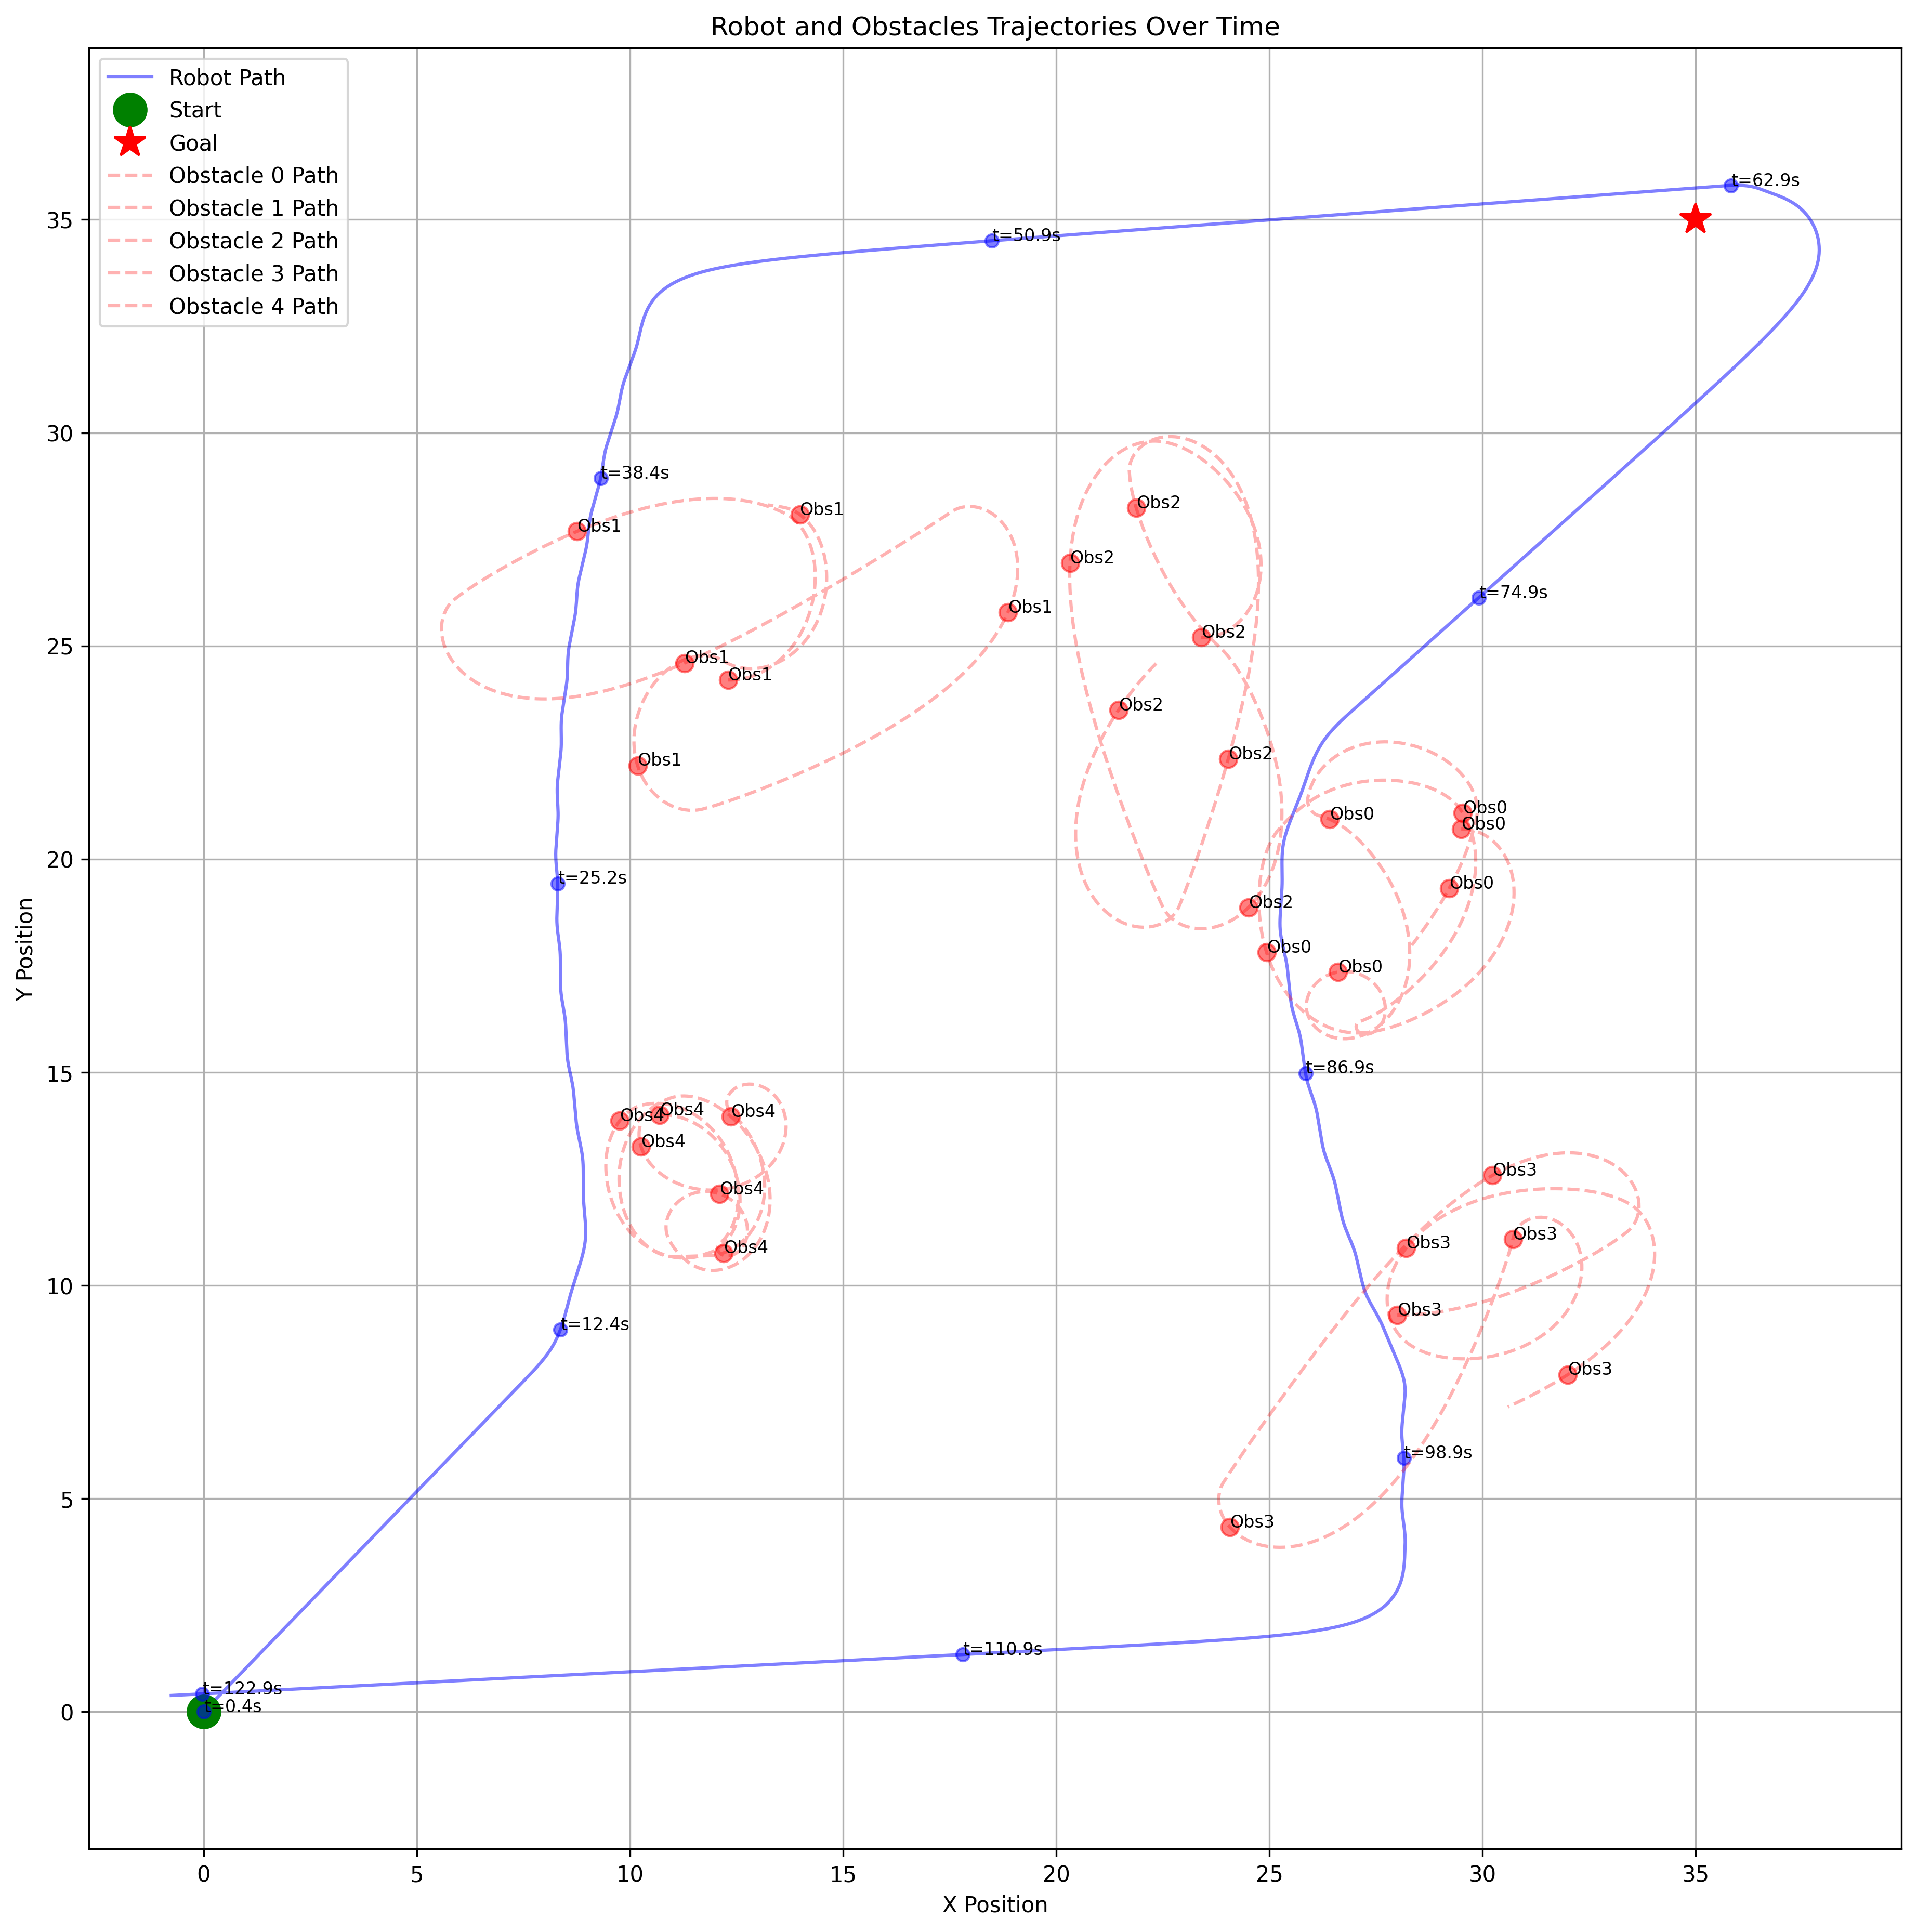 Robot and Obstacles Trajectories Over Time
Robot Path
Start
Goal
Obstacle 0 Path
Obstacle 1 Path
Obstacle 2 Path
Obstacle 3 Path
Obstacle 4 Path
t=62.9s
t=50.9s
t=38.4s
t=74.9s
t=25.2s
t=86.9s
t=12.4s
t=98.9s
t=110.9s
t=122.9s
t=0.4s
Obs1
Obs1
Obs1
Obs1
Obs1
Obs1
Obs2
Obs2
Obs2
Obs2
Obs2
Obs2
Obs0
Obs0
Obs0
Obs0
Obs0
Obs0
Obs4
Obs4
Obs4
Obs4
Obs4
Obs4
Obs3
Obs3
Obs3
Obs3
Obs3
Obs3
35
30
25
20
15
10
5
0
Y Position
0 5 10 15 20 25 30 35
X Position